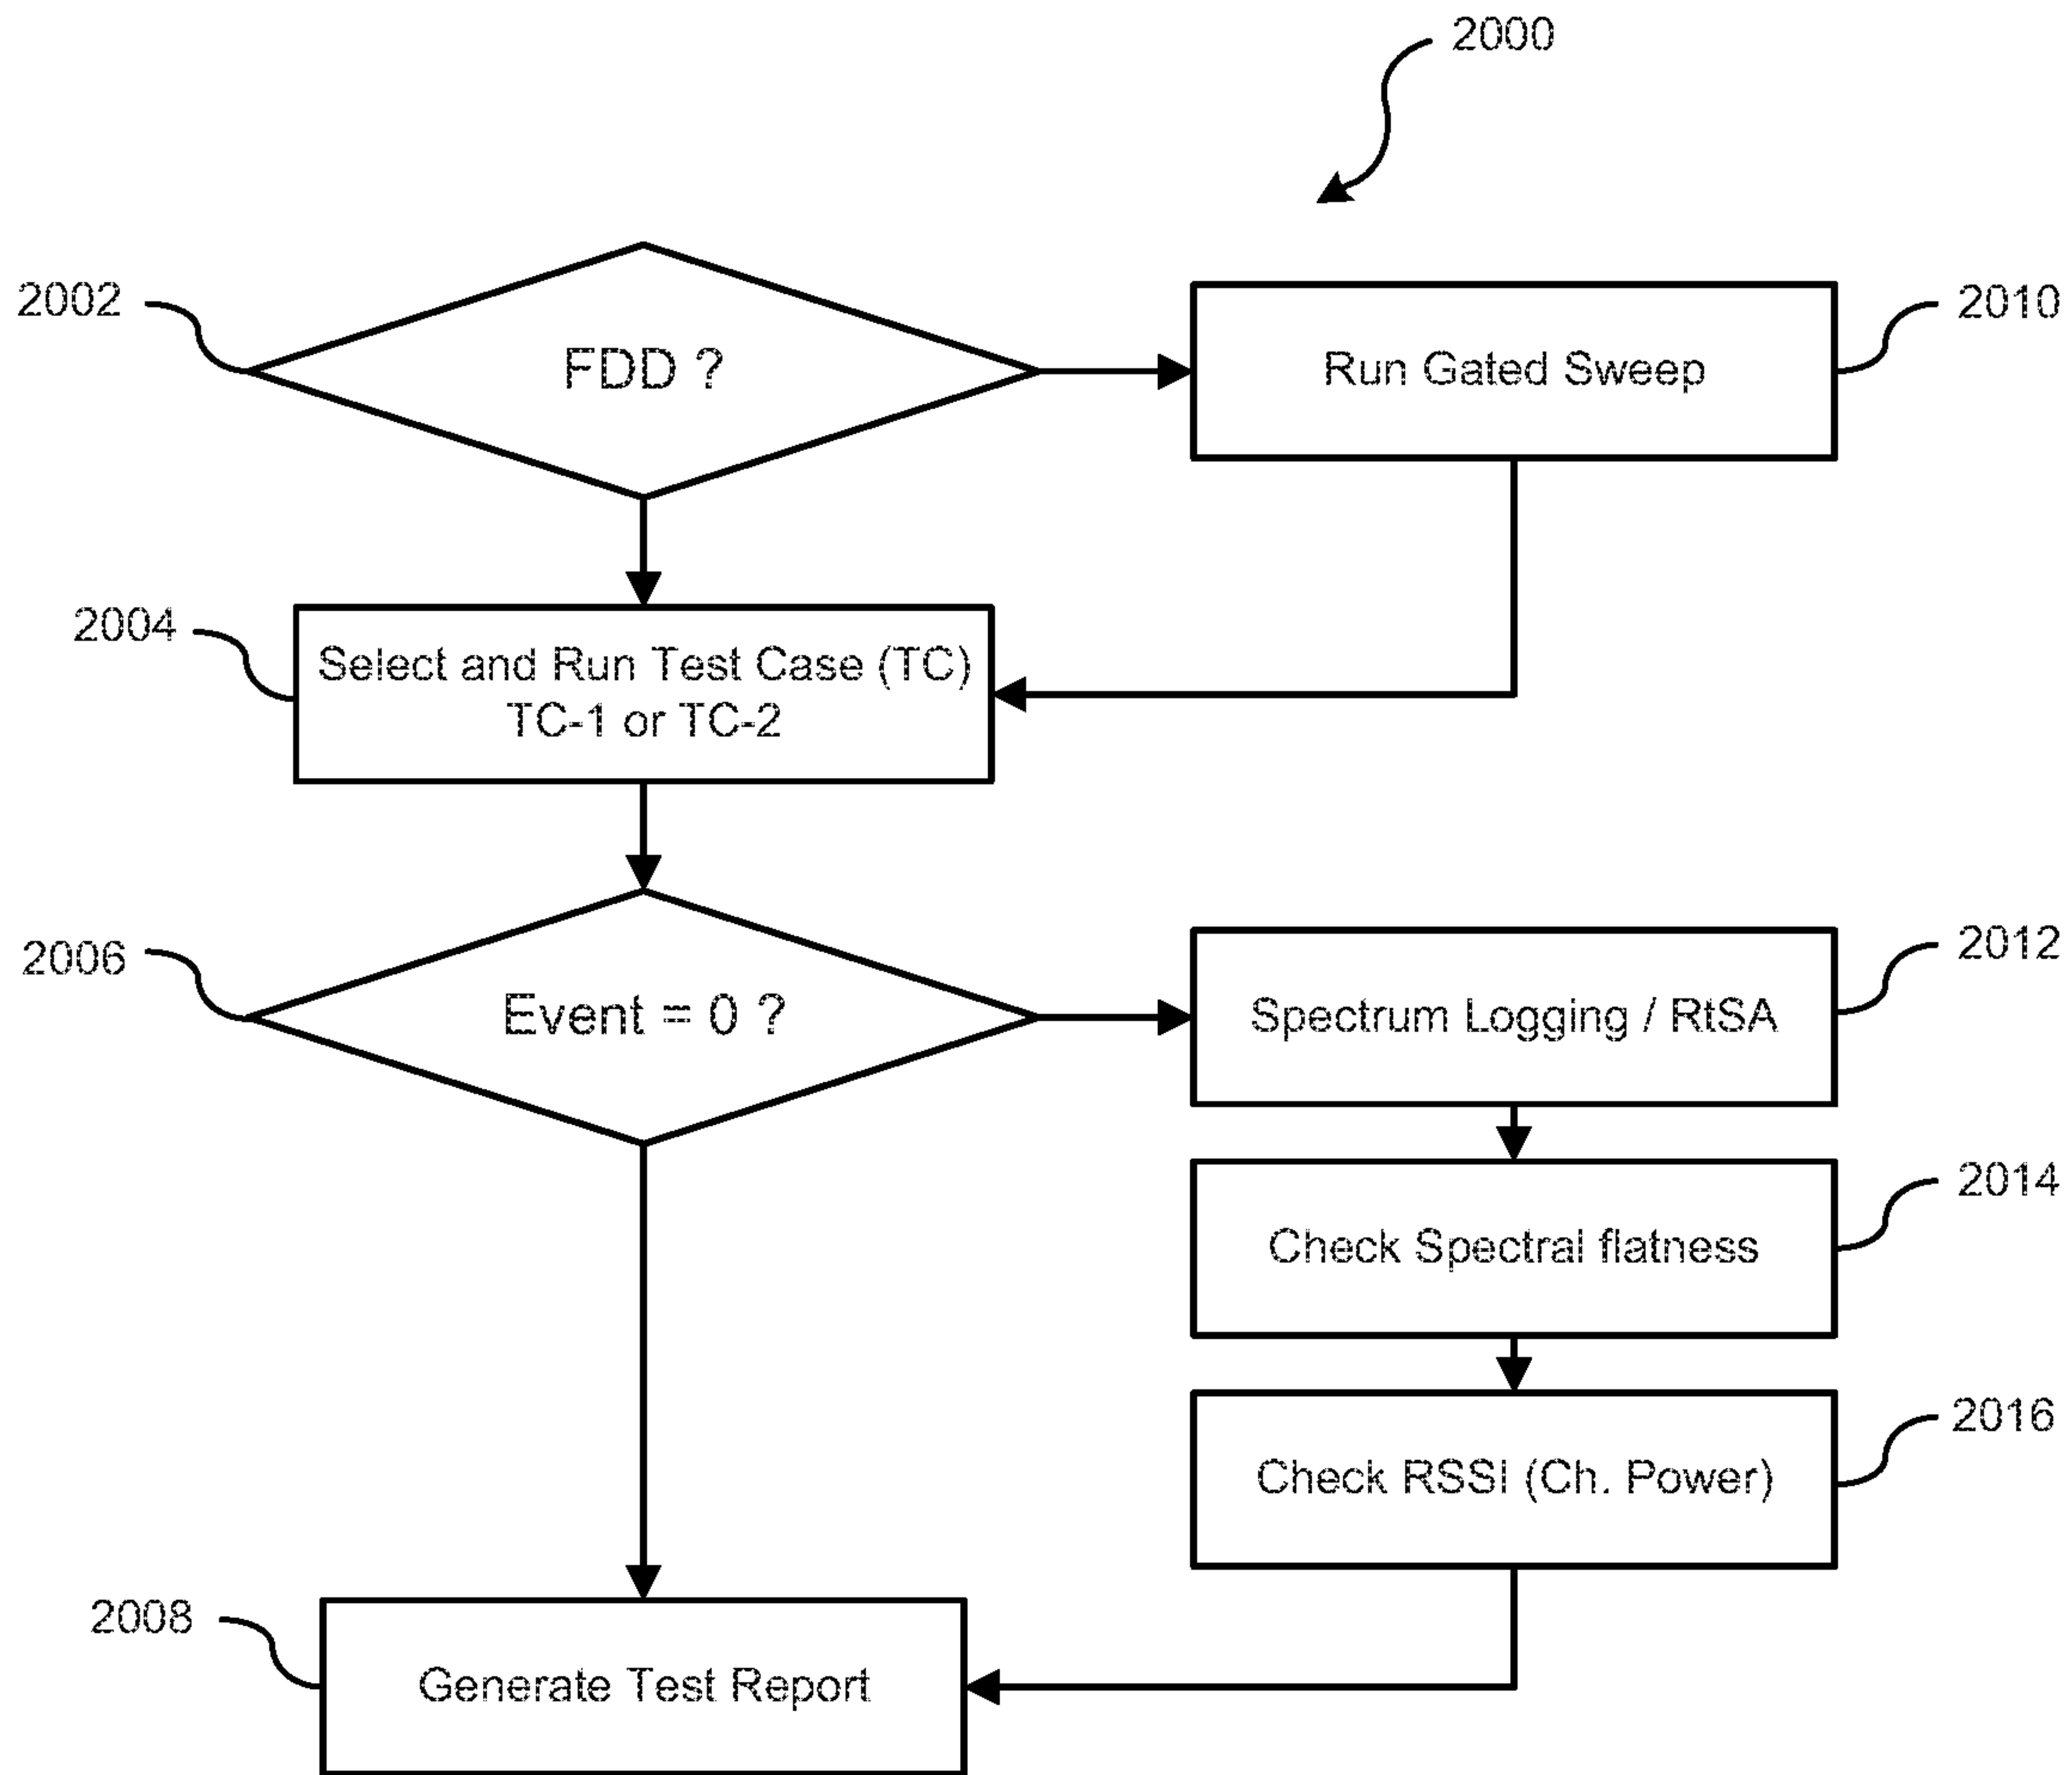 2000
2002
FDD ?
Run Gated Sweep
2010
2004
Select and Run Test Case (TC)
TC-1 or TC-2
2006
Event = 0 ?
Spectrum Logging / RtSA
2012
Check Spectral flatness
2014
Check RSSI (Ch. Power)
2016
2008
Generate Test Report